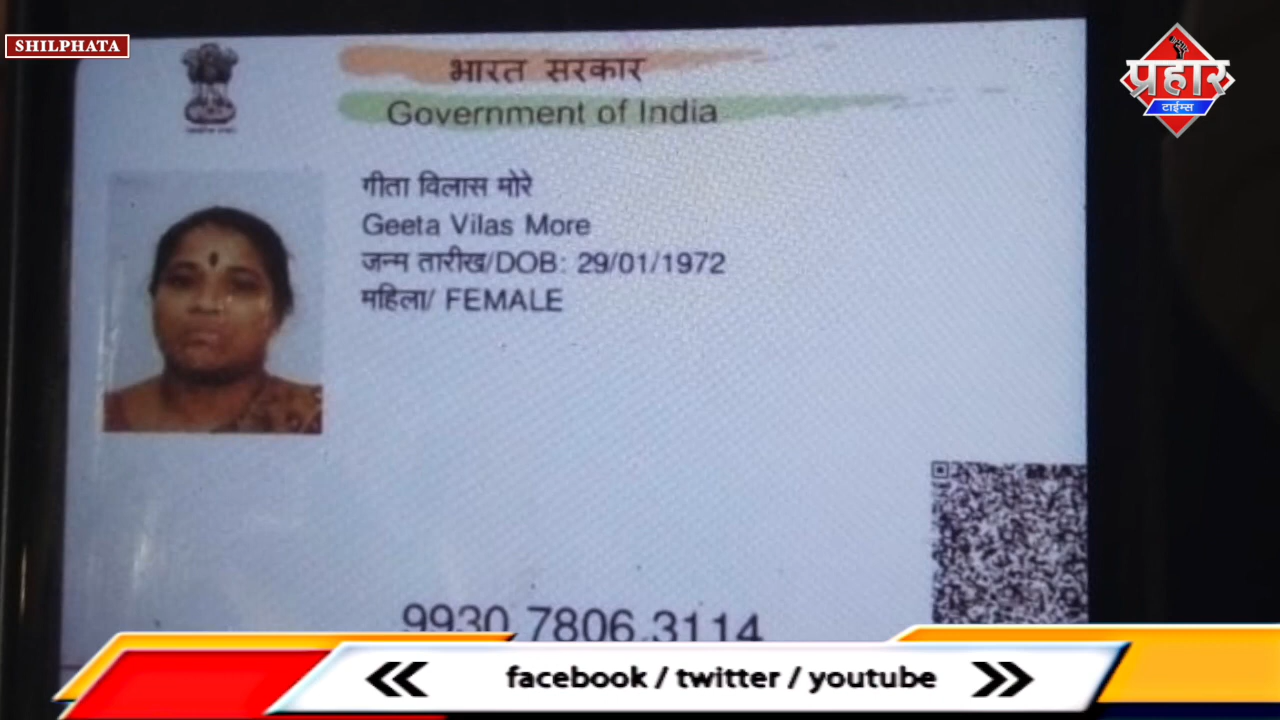 SHILPHATA
भारत सरकार
Government of India
प्रहार
टाईम्स
गीता विलास मोरे
Geeta Vilas More
जन्म तारीख/DOB: 29/01/1972
महिला/ FEMALE
9930 7806 3114
facebook / twitter / youtube